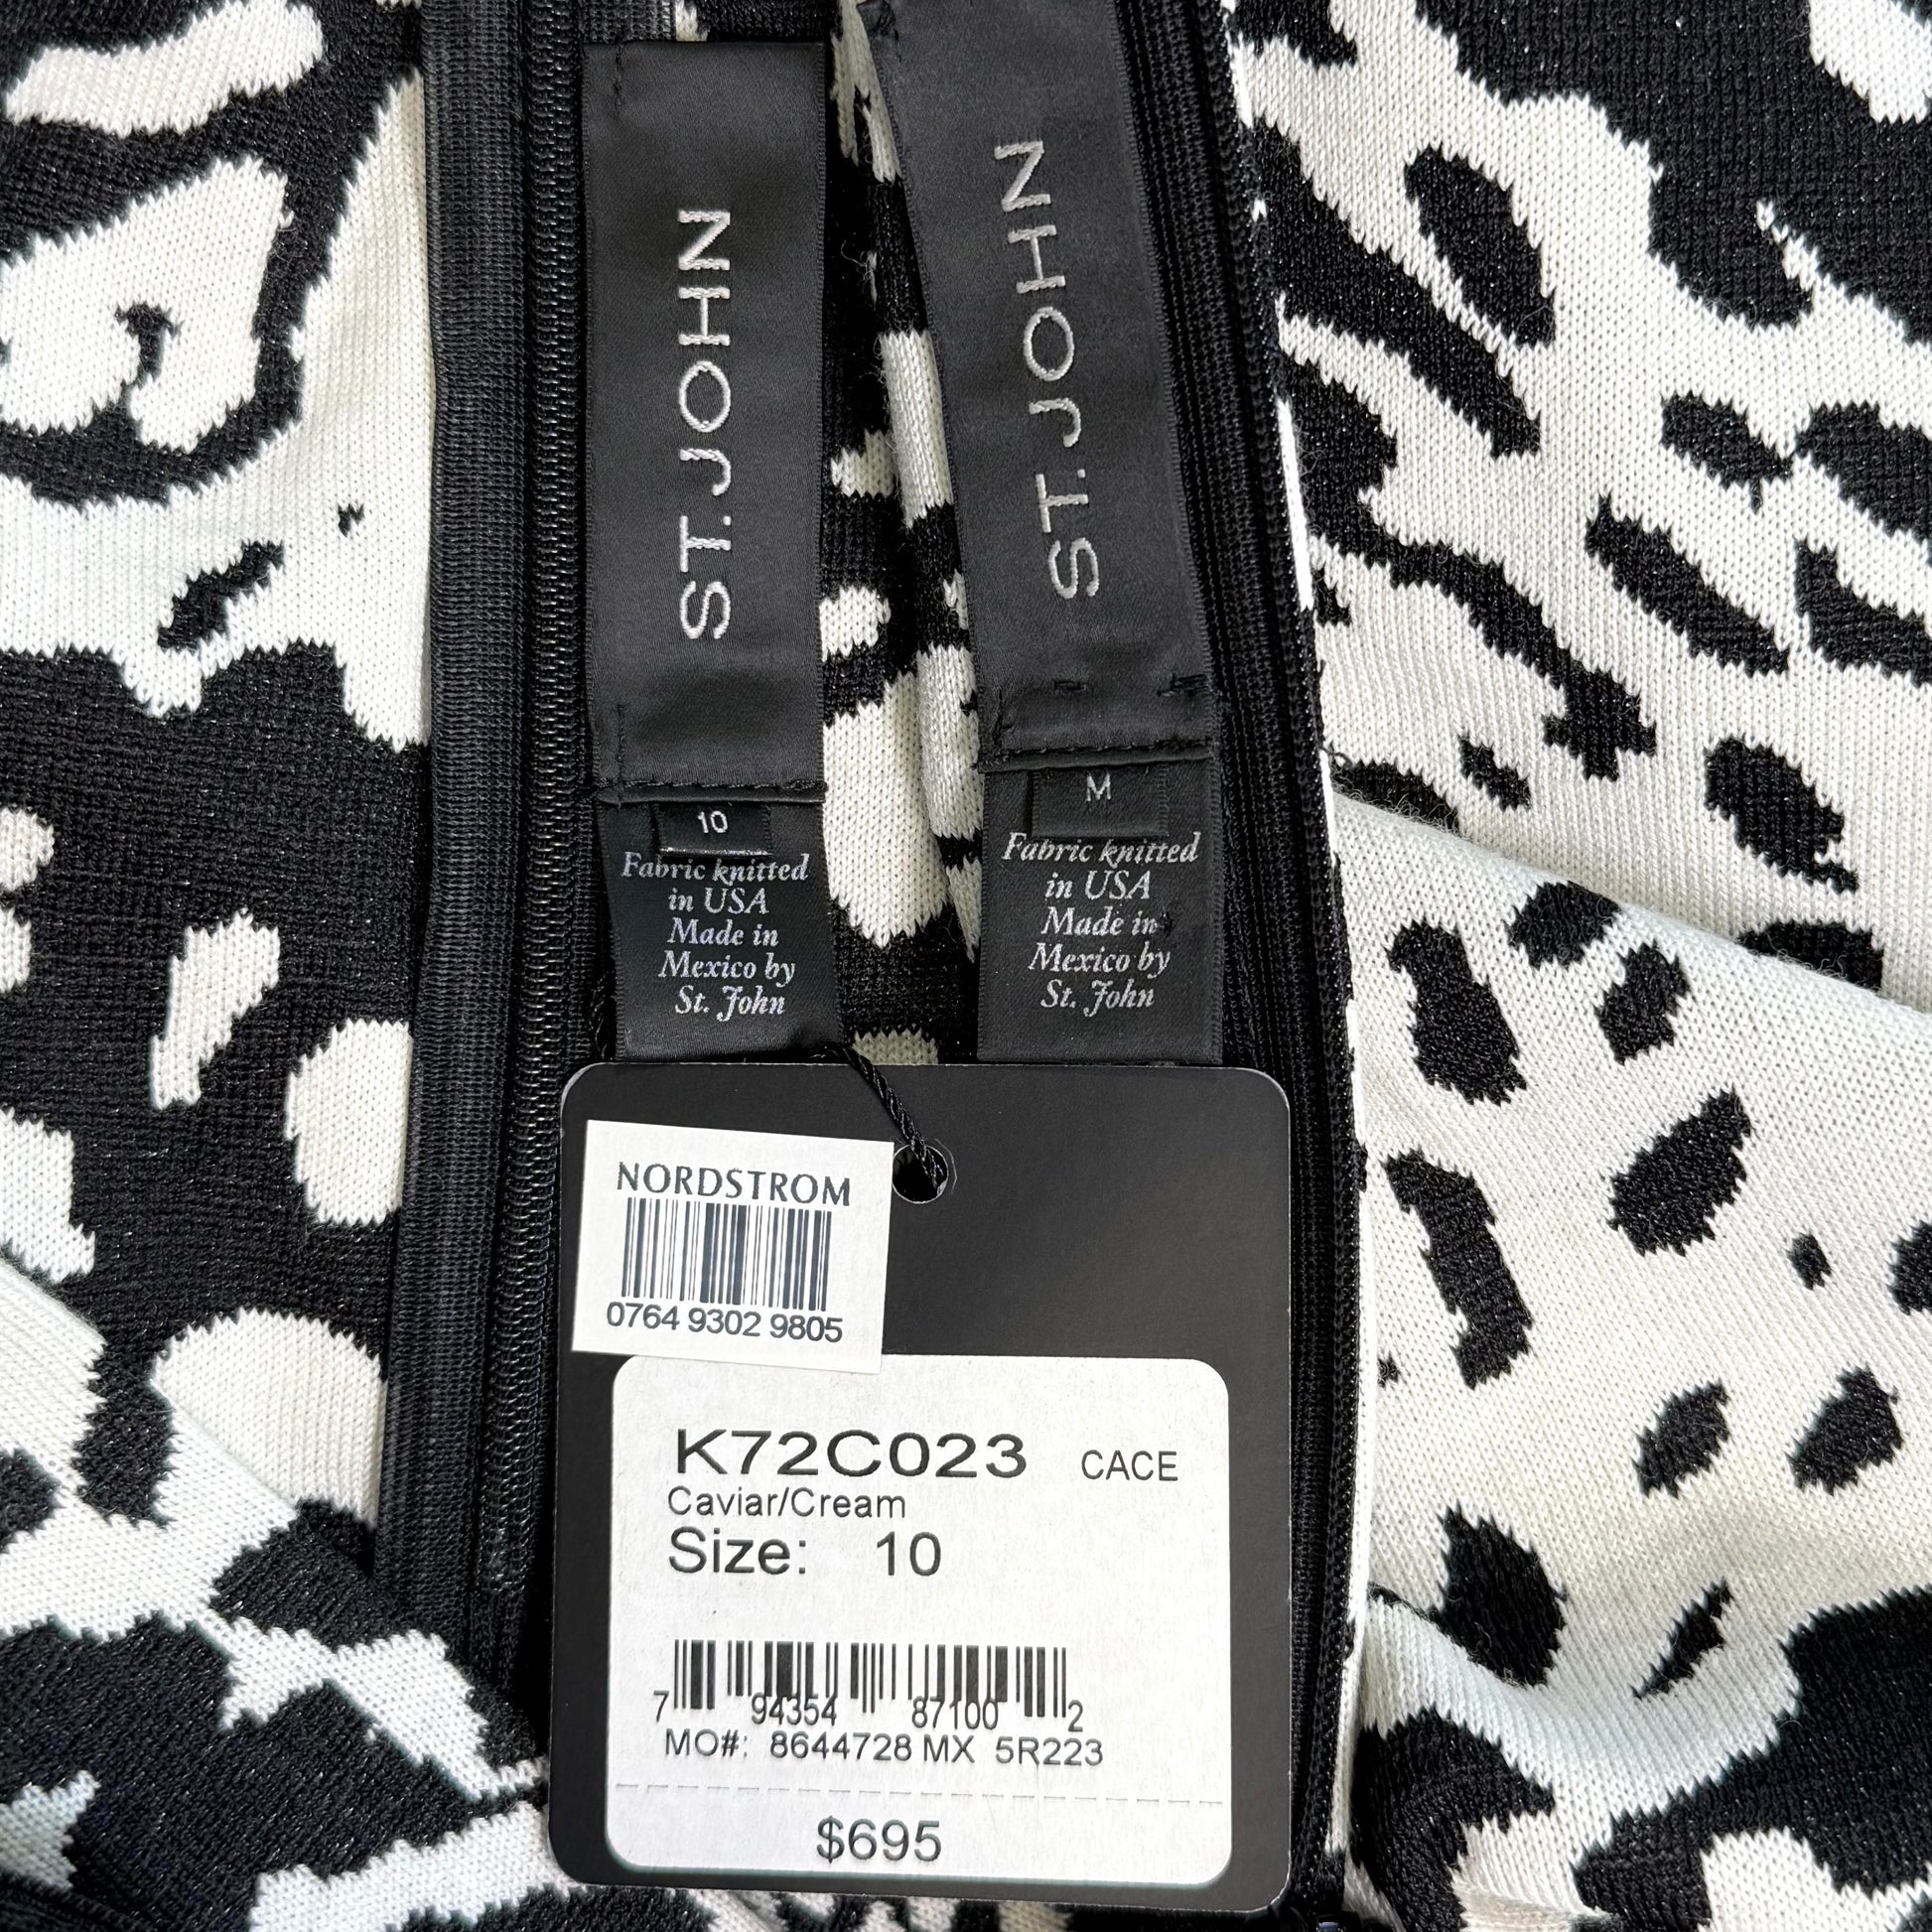 ST. JOHN
10
Fabric knitted
in USA
Made in
Mexico by
St. John
ST. JOHN
M
Fabric knitted
in USA
Made in
Mexico by
St. John
NORDSTROM
0764 9302 9805
K72C023 CACE
Caviar/Cream
Size: 10
7 94354 87100 2
MO#: 8644728 MX 5R223
$695